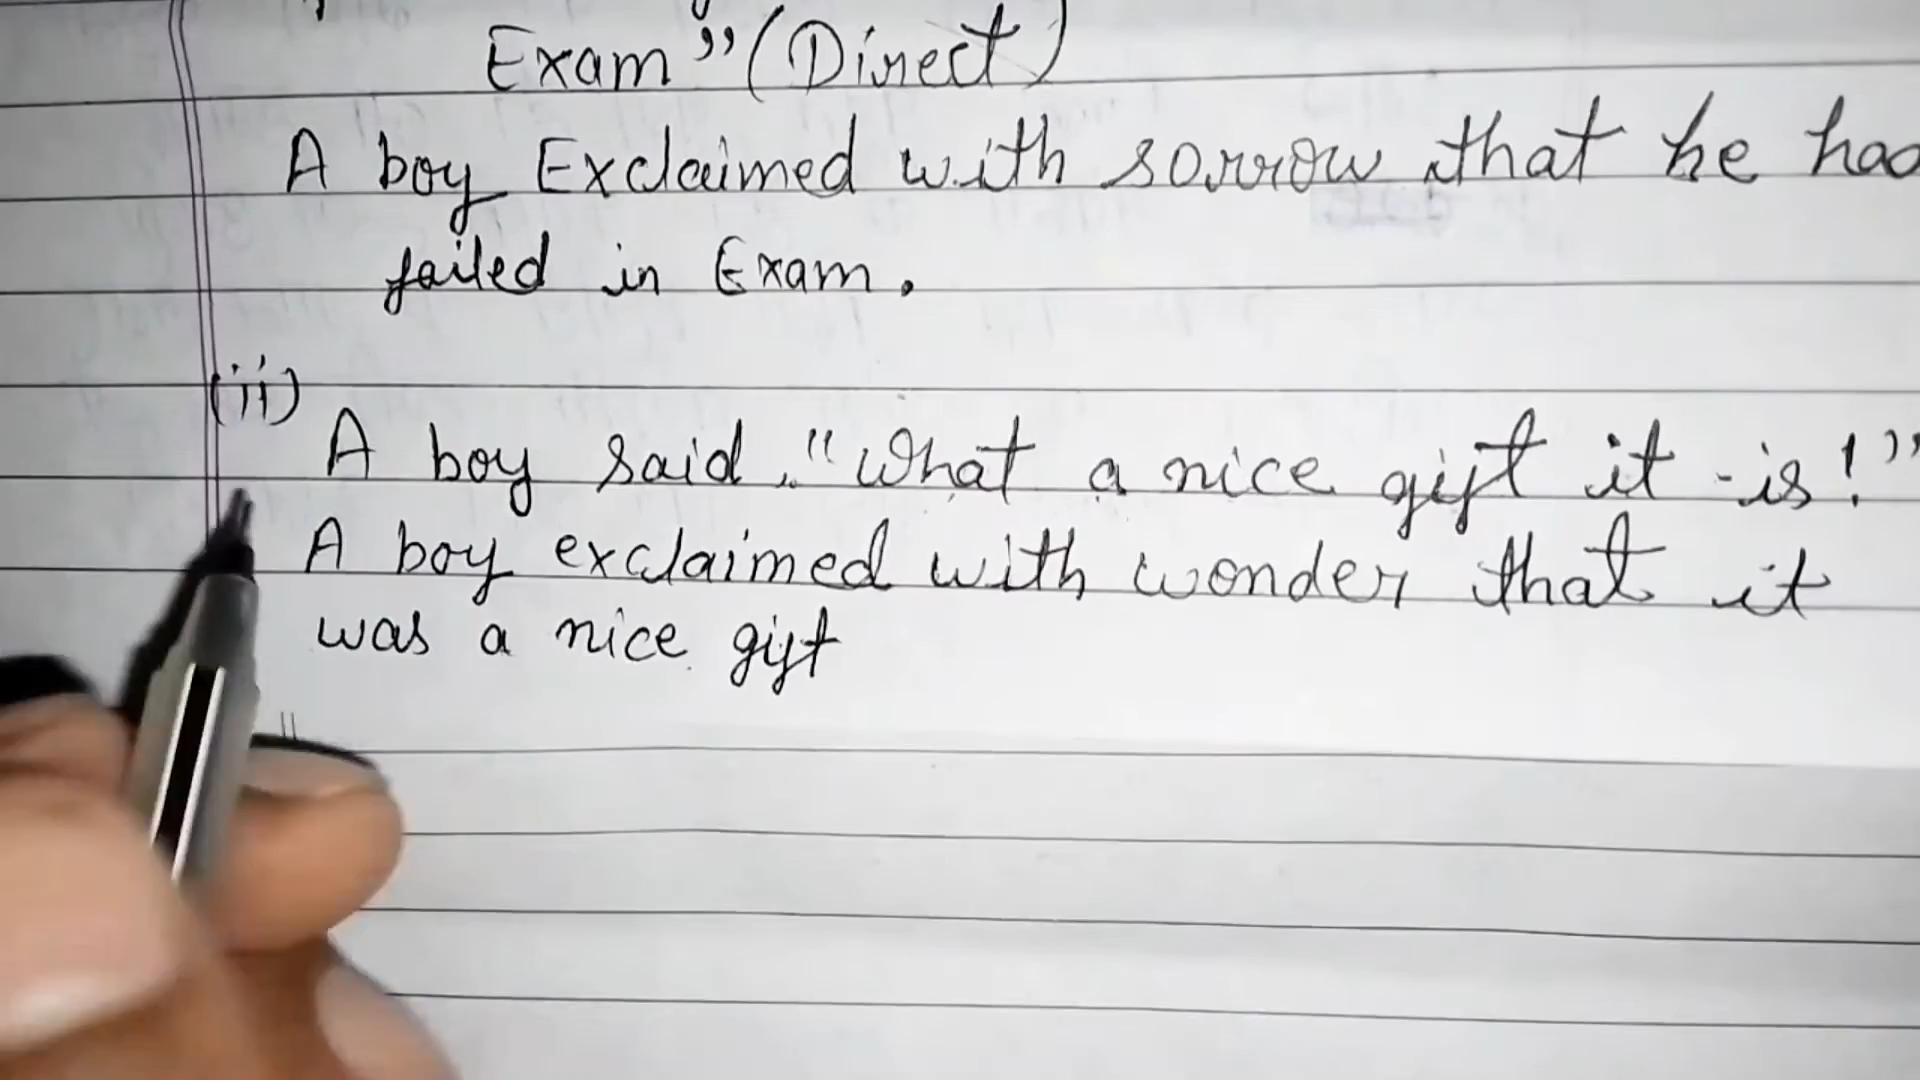 Exam" (Direct)
A boy Exclaimed with sorrow that he had
failed in Exam.
(ii)
A boy said, "What a nice gift it is!"
A boy exclaimed with wonder that it
was a nice gift